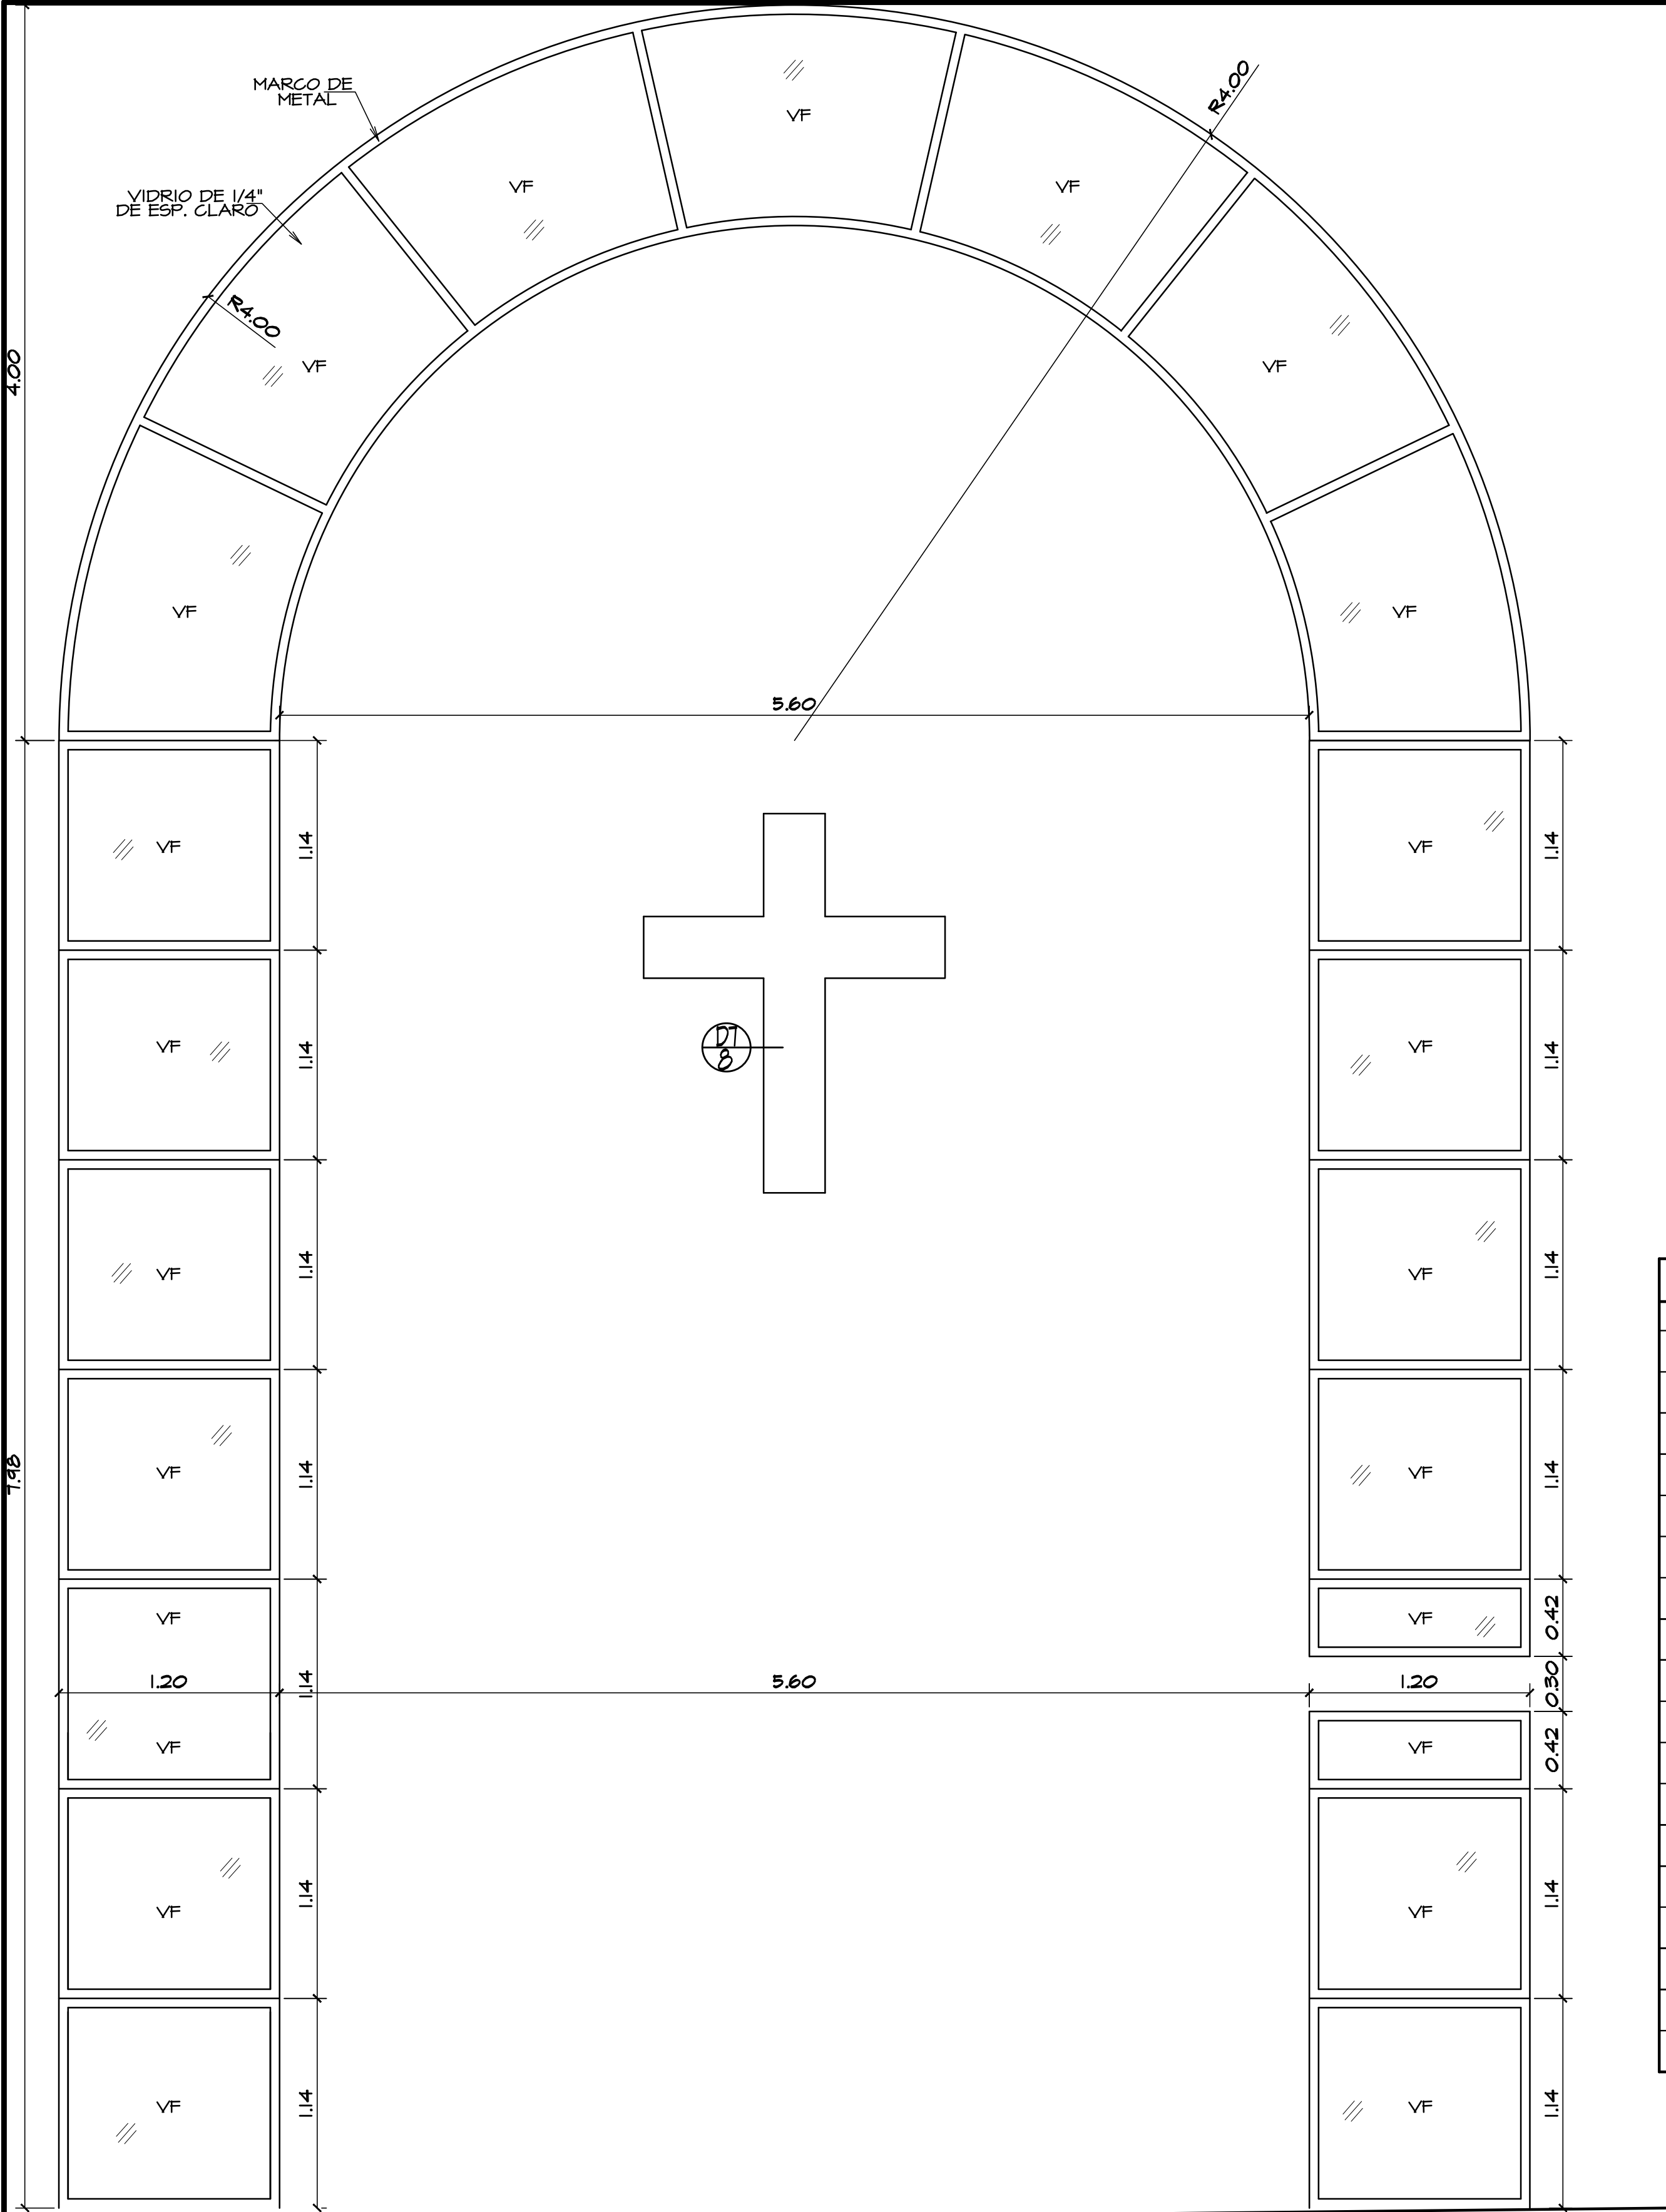 MARCO DE
METAL
R4.00
VF
VF
VF
VIDRIO DE 1/4"
DE ESP. CLARO
R4.00
4.00
VF
VF
VF
VF
5.60
VF
1.14
VF
1.14
D7
8
VF
1.14
VF
1.14
VF
1.14
VF
1.14
7.98
VF
1.14
VF
1.14
VF
VF
0.42
1.20
1.14
5.60
1.20
0.30
VF
VF
0.42
VF
1.14
VF
1.14
VF
1.14
VF
1.14